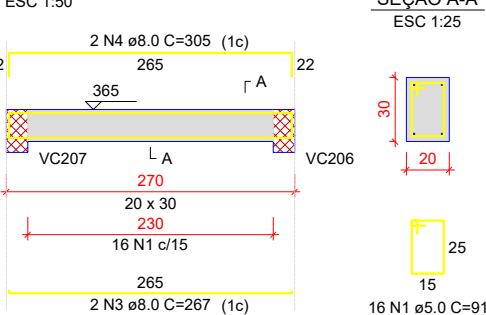 ESC 1:50
SEÇÃO A-A
ESC 1:25
2 N4 ø8.0 C=305 (1c)
265
22
A
365
30
VC207
A
VC206
20
270
20 x 30
230
16 N1 c/15
25
265
15
2 N3 ø8.0 C=267 (1c)
16 N1 ø5.0 C=91